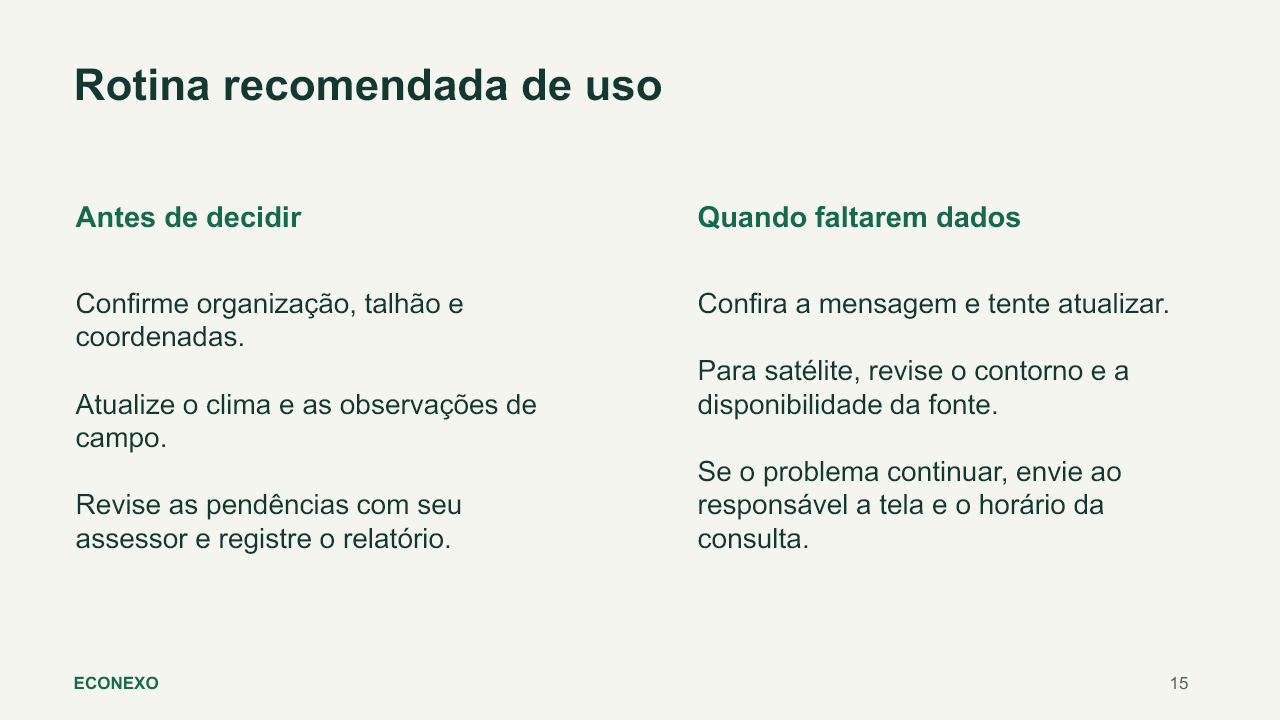 Rotina recomendada de uso
Antes de decidir
Confirme organização, talhão e
coordenadas.
Atualize o clima e as observações de
campo.
Revise as pendências com seu
assessor e registre o relatório.
Quando faltarem dados
Confira a mensagem e tente atualizar.
Para satélite, revise o contorno e a
disponibilidade da fonte.
Se o problema continuar, envie ao
responsável a tela e o horário da
consulta.
ECONEXO
15